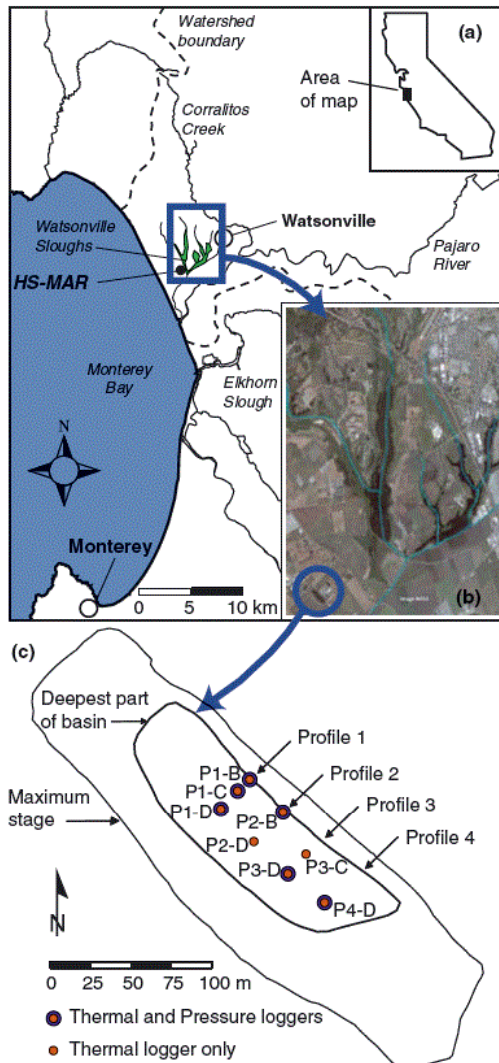 Watershed
boundary
(a)
Area
of map
Corralitos
Creek
Watsonville
Sloughs
Watsonville
HS-MAR
Pajaro
River
Monterey
Bay
Elkhorn
Slough
N
Monterey
0 5 10 km
(b)
(c)
Deepest part
of basin
Profile 1
P1-B
P1-C
Profile 2
Maximum
stage
P1-D
P2-B
Profile 3
P2-D
Profile 4
P3-C
P3-D
P4-D
N
0 25 50 75 100 m
Thermal and Pressure loggers
Thermal logger only